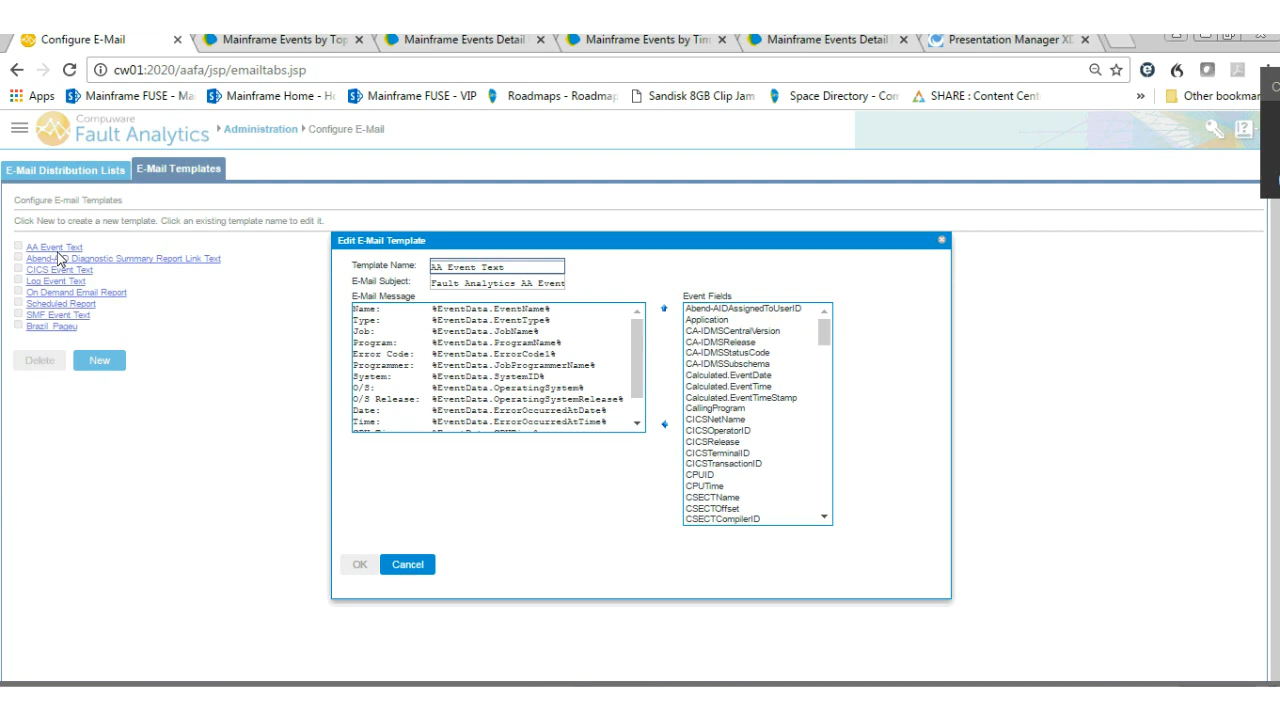 Configure E-Mail
Mainframe Events by Top
Mainframe Events Detail
Mainframe Events by Tim
Mainframe Events Detail
Presentation Manager XD
cw01:2020/aafa/jsp/emailtabs.jsp
Apps
Mainframe FUSE - Ma
Mainframe Home - Ho
Mainframe FUSE - VIP
Roadmaps - Roadmap
Sandisk 8GB Clip Jam
Space Directory - Con
SHARE : Content Cent
»
Other bookmar
Compuware
Fault Analytics
Administration
Configure E-Mail
E-Mail Distribution Lists
E-Mail Templates
Configure E-mail Templates
Click New to create a new template. Click an existing template name to edit it.
AA Event Text
Diagnostic Summary Report Link Text
CICS Event Text
Log Event Text
On Demand Email Report
Scheduled Report
SMF Event Text
Brazil_Pageu
Delete
New
Edit E-Mail Template
Template Name: AA Event Text
E-Mail Subject: Fault Analytics AA Event
E-Mail Message
Name: %EventData.EventName%
Type: %EventData.EventType%
Job: %EventData.JobName%
Program: %EventData.ProgramName%
Error Code: %EventData.ErrorCode1%
Programmer: %EventData.JobProgrammerName%
System: %EventData.SystemID%
O/S: %EventData.OperatingSystem%
O/S Release: %EventData.OperatingSystemRelease%
Date: %EventData.ErrorOccurredAtDate%
Time: %EventData.ErrorOccurredAtTime%
Event Fields
Abend-AIDAssignedToUserID
Application
CA-IDMSCentralVersion
CA-IDMSRelease
CA-IDMSStatusCode
CA-IDMSSubschema
Calculated.EventDate
Calculated.EventTime
Calculated.EventTimeStamp
CallingProgram
CICSNetName
CICSOperatorID
CICSRelease
CICSTerminalID
CICSTransactionID
CPUID
CPUTime
CSECTName
CSECTOffset
CSECTCompilerID
OK
Cancel